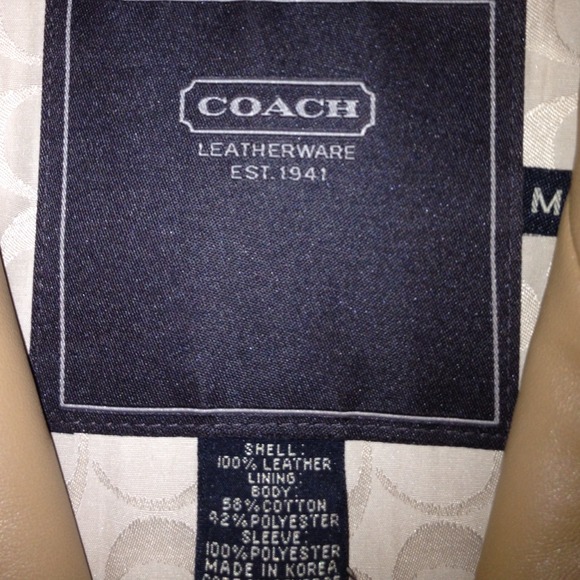 COACH
LEATHERWARE
EST. 1941
M
SHELL:
100% LEATHER
LINING:
BODY:
58% COTTON
42% POLYESTER
SLEEVE:
100% POLYESTER
MADE IN KOREA